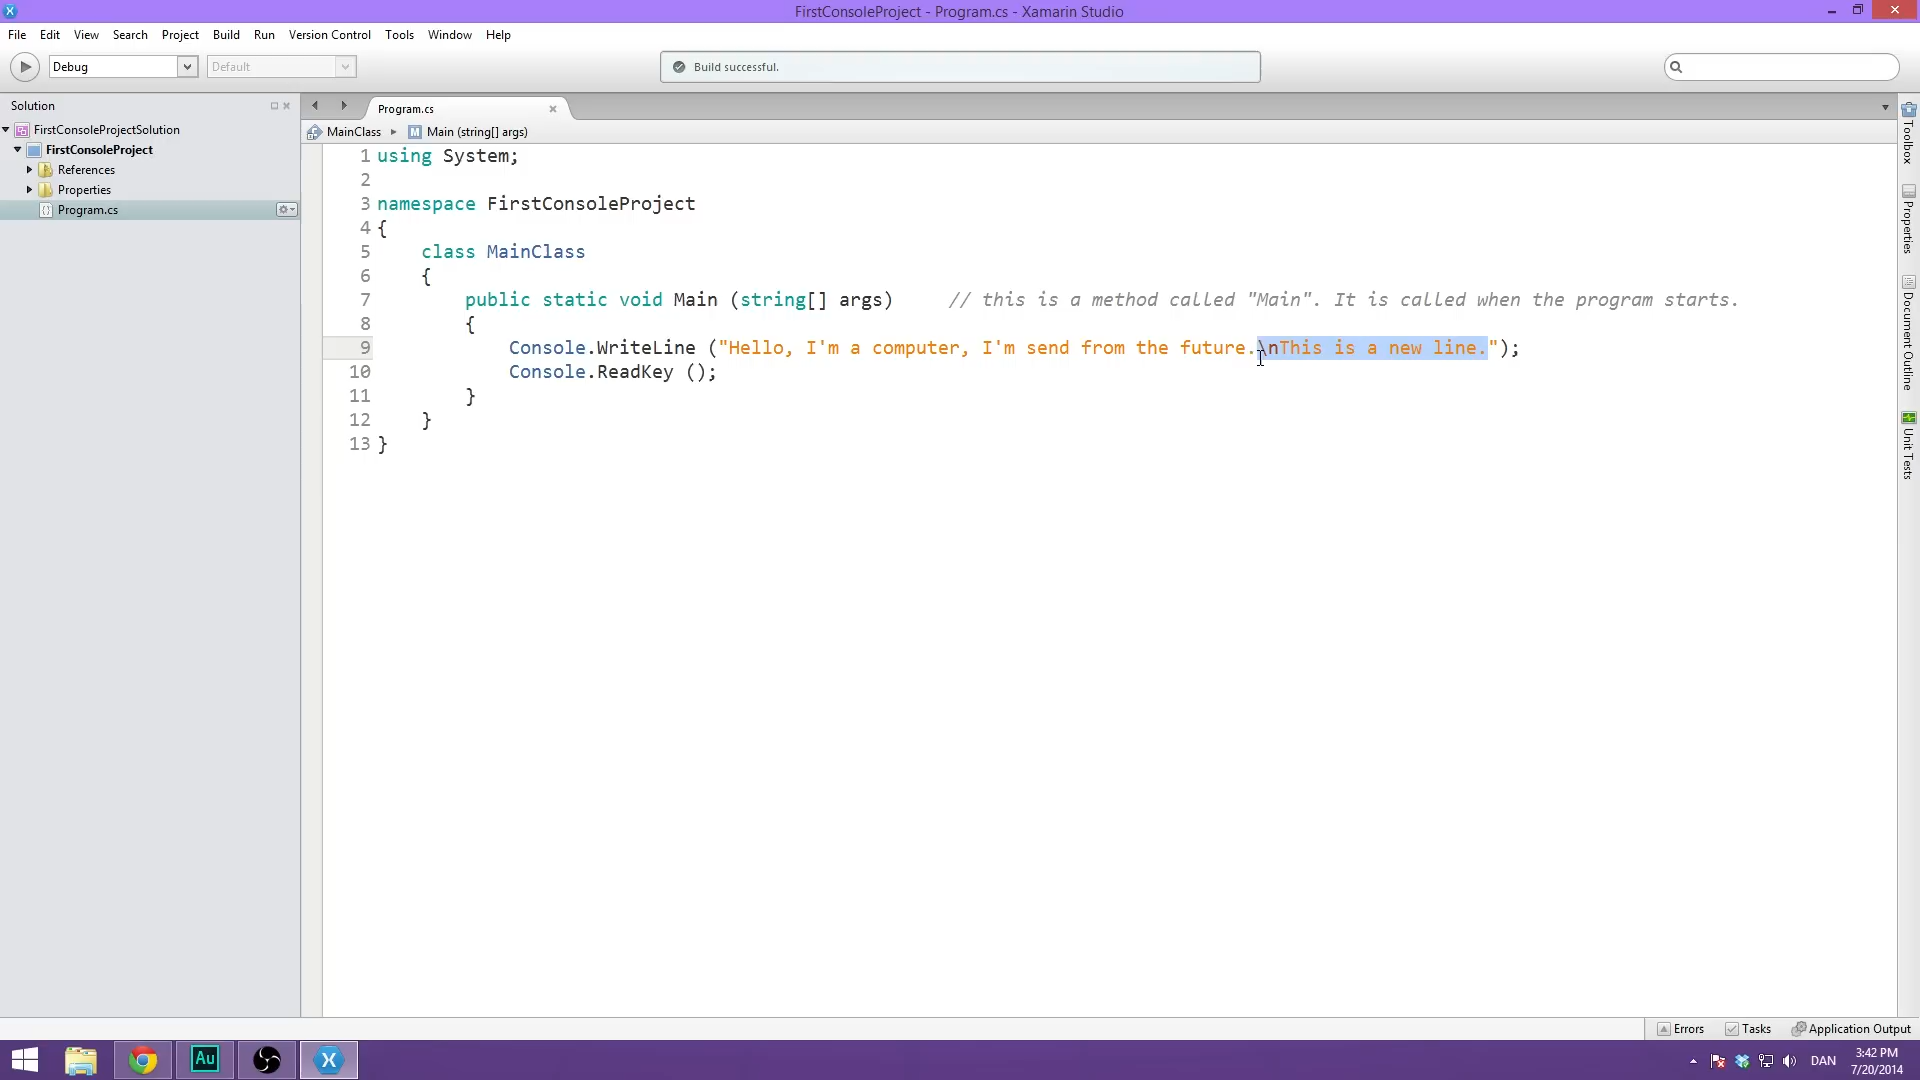 FirstConsoleProject - Program.cs - Xamarin Studio
File Edit View Search Project Build Run Version Control Tools Window Help
Debug
Default
Build successful.
Solution
FirstConsoleProjectSolution
FirstConsoleProject
References
Properties
Program.cs
Program.cs
MainClass Main (string[] args)
1 using System;
2
3 namespace FirstConsoleProject
4 {
5 class MainClass
6 {
7 public static void Main (string[] args) // this is a method called "Main". It is called when the program starts.
8 {
9 Console.WriteLine ("Hello, I'm a computer, I'm send from the future.\nThis is a new line.");
10 Console.ReadKey ();
11 }
12 }
13 }
Toolbox
Properties
Document Outline
Unit Tests
Errors Tasks Application Output
Au
DAN
3:42 PM
7/20/2014